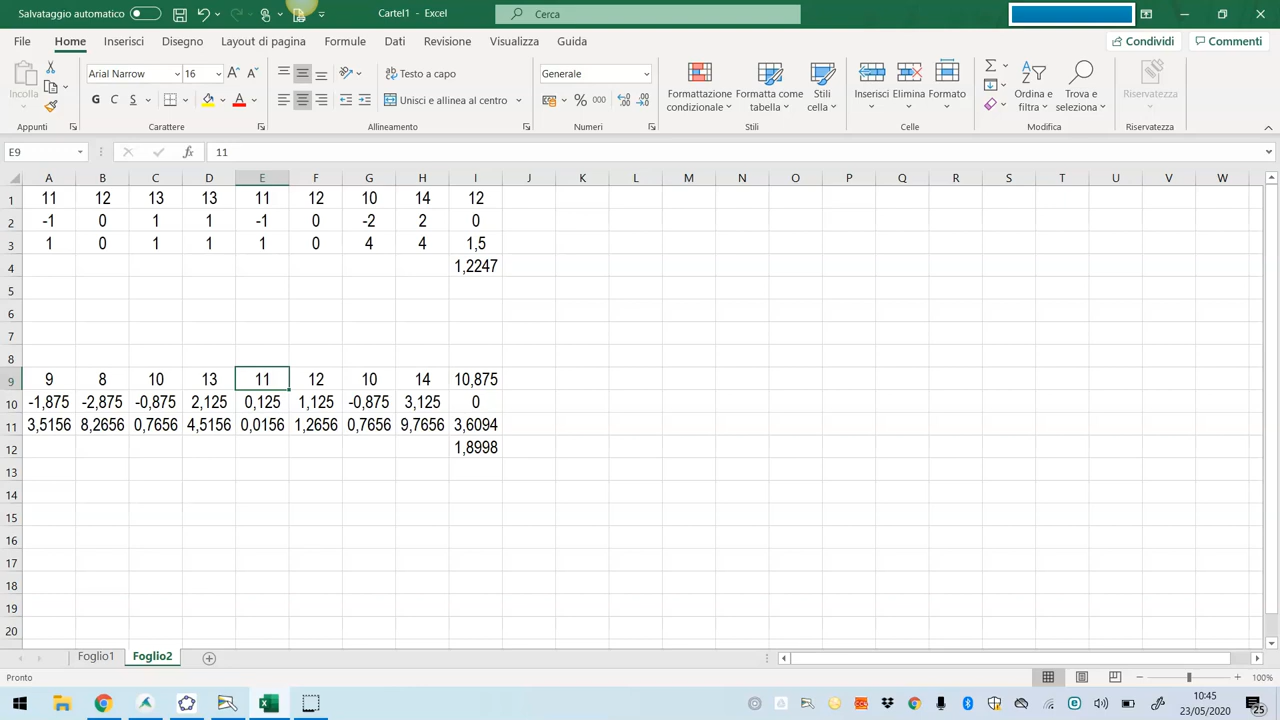 Salvataggio automatico Cartel1 - Excel Cerca
File Home Inserisci Disegno Layout di pagina Formule Dati Revisione Visualizza Guida Condividi Commenti
Incolla Arial Narrow 16 Testo a capo Generale
G C S A Unisci e allinea al centro % 000
Formattazione condizionale Formatta come tabella Stili cella Inserisci Elimina Formato Ordina e filtra Trova e seleziona Riservatezza
Appunti Carattere Allineamento Numeri Stili Celle Modifica Riservatezza
E9 fx 11
A B C D E F G H I J K L M N O P Q R S T U V W
1 11 12 13 13 11 12 10 14 12
2 -1 0 1 1 -1 0 -2 2 0
3 1 0 1 1 1 0 4 4 1,5
4 1,2247
5
6
7
8
9 9 8 10 13 11 12 10 14 10,875
10 -1,875 -2,875 -0,875 2,125 0,125 1,125 -0,875 3,125 0
11 3,5156 8,2656 0,7656 4,5156 0,0156 1,2656 0,7656 9,7656 3,6094
12 1,8998
13
14
15
16
17
18
19
20
Foglio1 Foglio2
Pronto 100%
10:45
23/05/2020 25